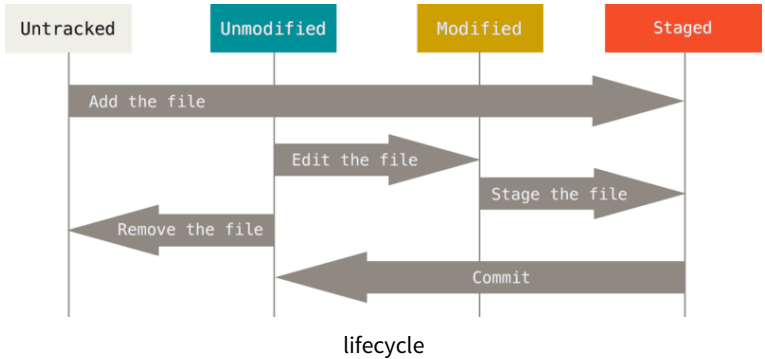 Untracked
Unmodified
Modified
Staged
Add the file
Edit the file
Stage the file
Remove the file
Commit
lifecycle